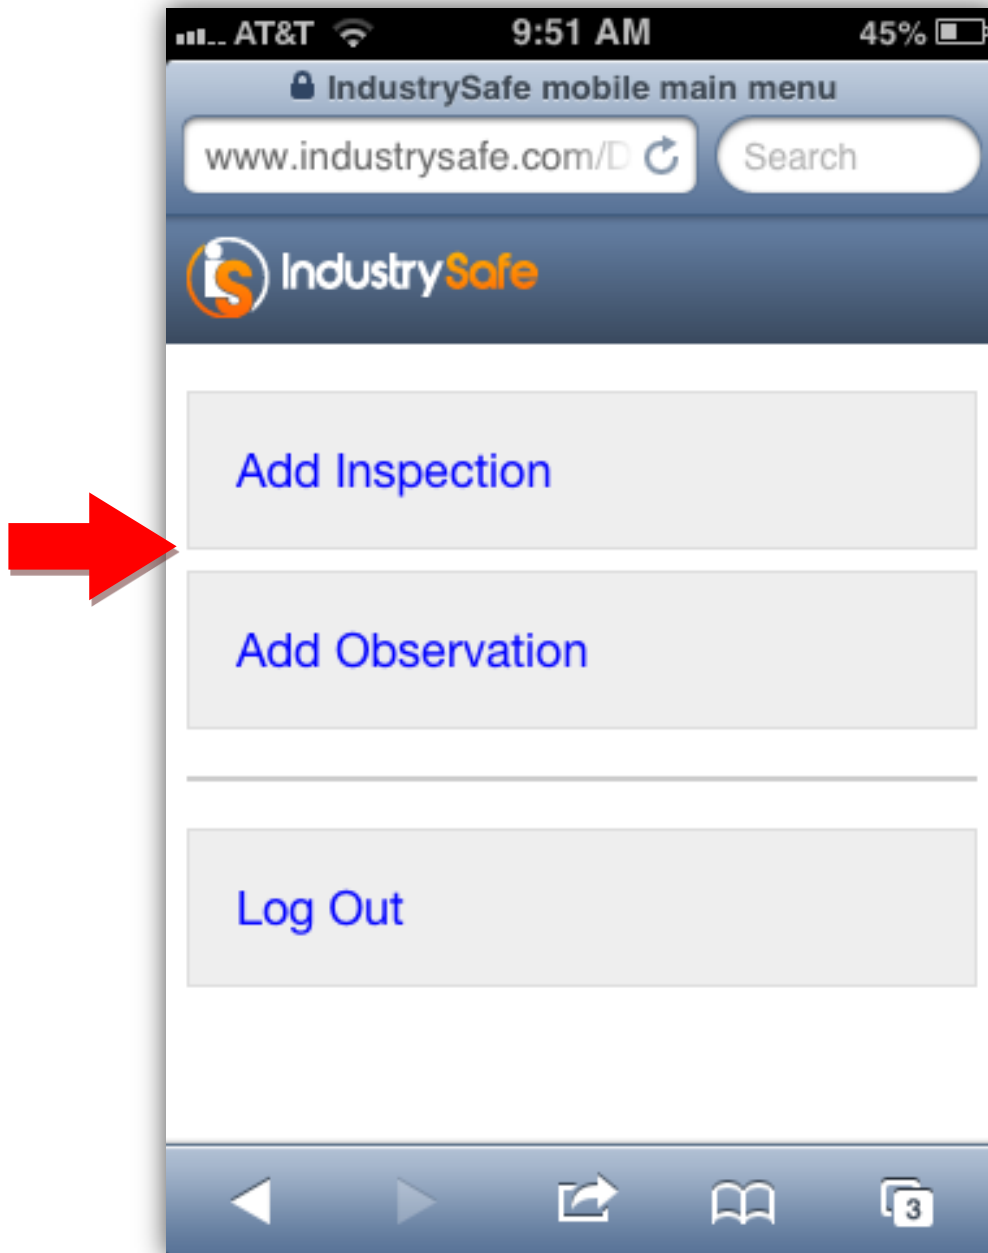 AT&T 9:51 AM 45%
IndustrySafe mobile main menu
www.industrysafe.com/D Search
IndustrySafe
Add Inspection
Add Observation
Log Out
3